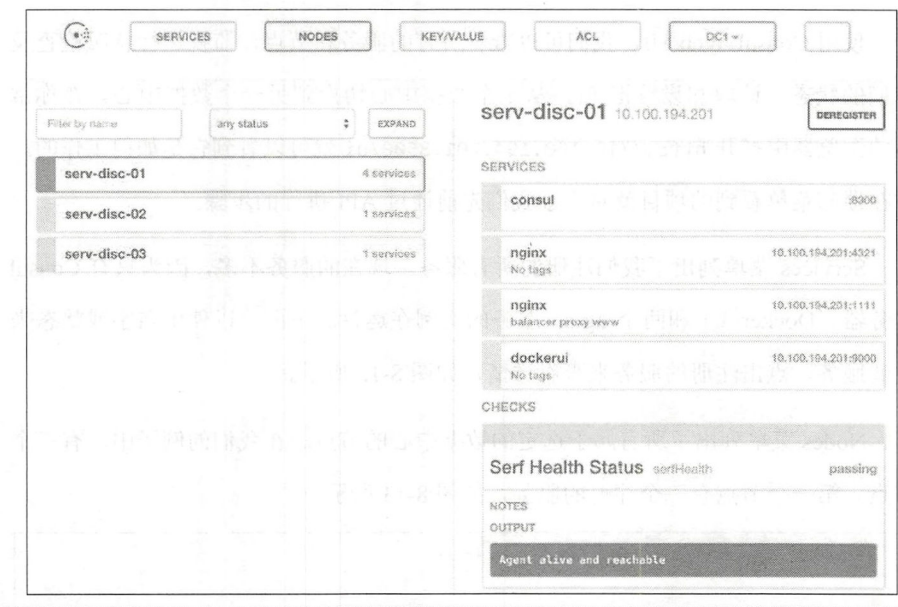 SERVICES NODES KEY/VALUE ACL DC1
Filter by name any status EXPAND
serv-disc-01 4 services
serv-disc-02 1 services
serv-disc-03 1 services
serv-disc-01 10.100.194.201 DEREGISTER
SERVICES
consul :8300
nginx 10.100.194.201:4321
No tags
nginx 10.100.194.201:1111
balancer proxy www
dockerui 10.100.194.201:9000
No tags
CHECKS
Serf Health Status serfHealth passing
NOTES
OUTPUT
Agent alive and reachable